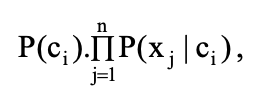 P(c_i).∏_{j=1}^{n}P(x_j | c_i),